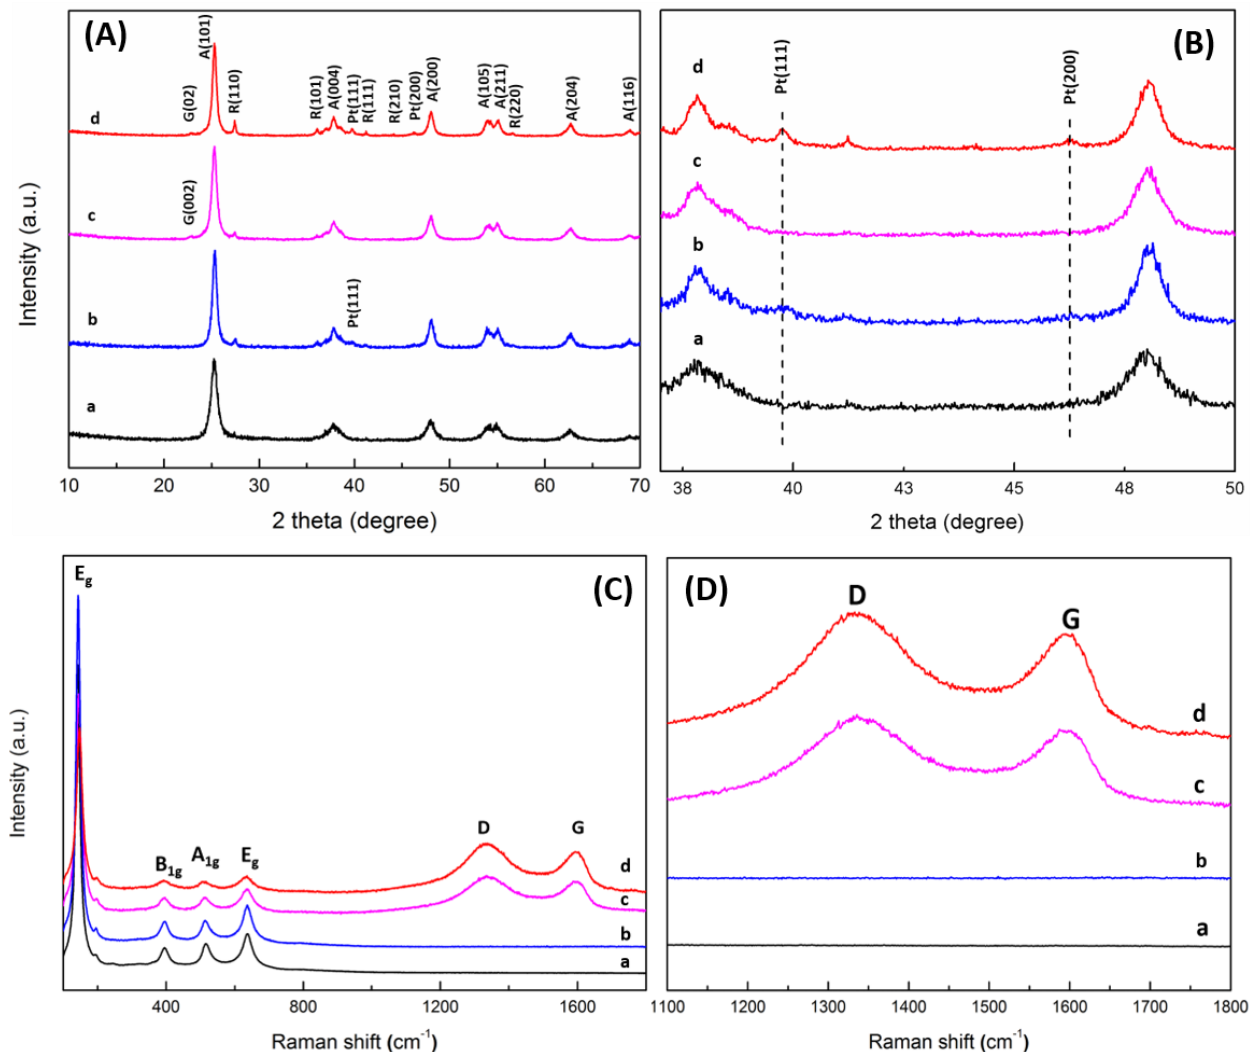 (A)
G(02)
A(101)
R(110)
R(101)
A(004)
Pt(111)
R(111)
R(210)
Pt(200)
A(200)
A(105)
A(211)
R(220)
A(204)
A(116)
d
G(002)
c
Pt(111)
b
a
Intensity (a.u.)
10 20 30 40 50 60 70
2 theta (degree)
(B)
Pt(111)
Pt(200)
d
c
b
a
38 40 43 45 48 50
2 theta (degree)
(C)
Eg
B1g
A1g
Eg
D
G
d
c
b
a
Intensity (a.u.)
400 800 1200 1600
Raman shift (cm-1)
(D)
D
G
d
c
b
a
1100 1200 1300 1400 1500 1600 1700 1800
Raman shift (cm-1)